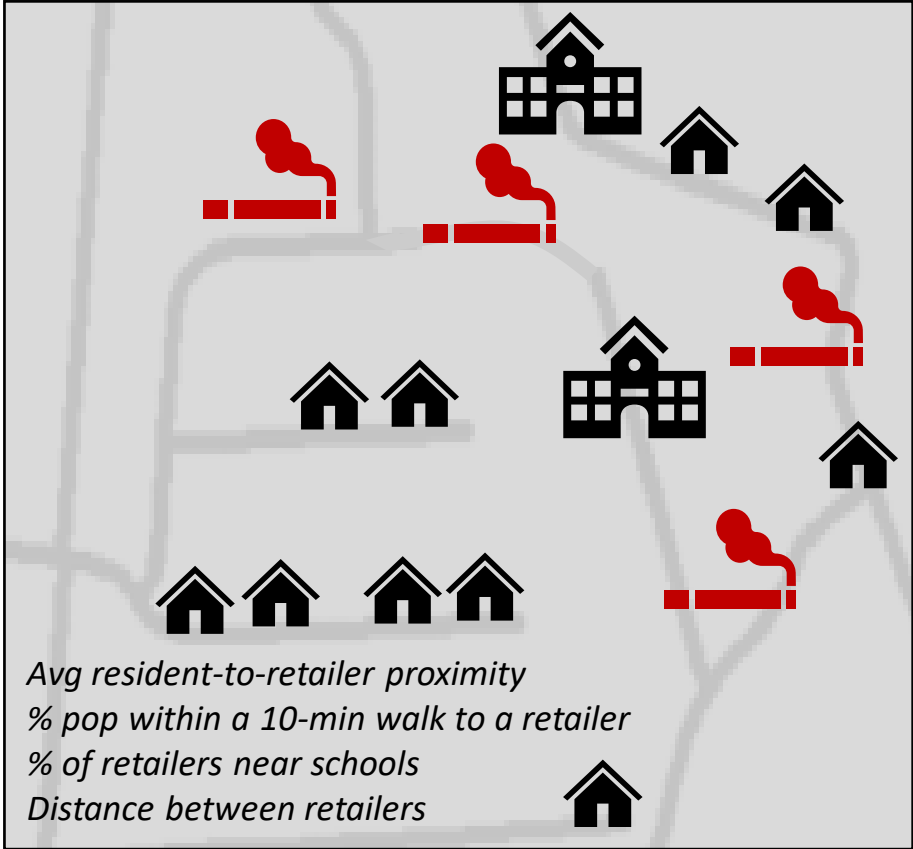 Avg resident-to-retailer proximity
% pop within a 10-min walk to a retailer
% of retailers near schools
Distance between retailers